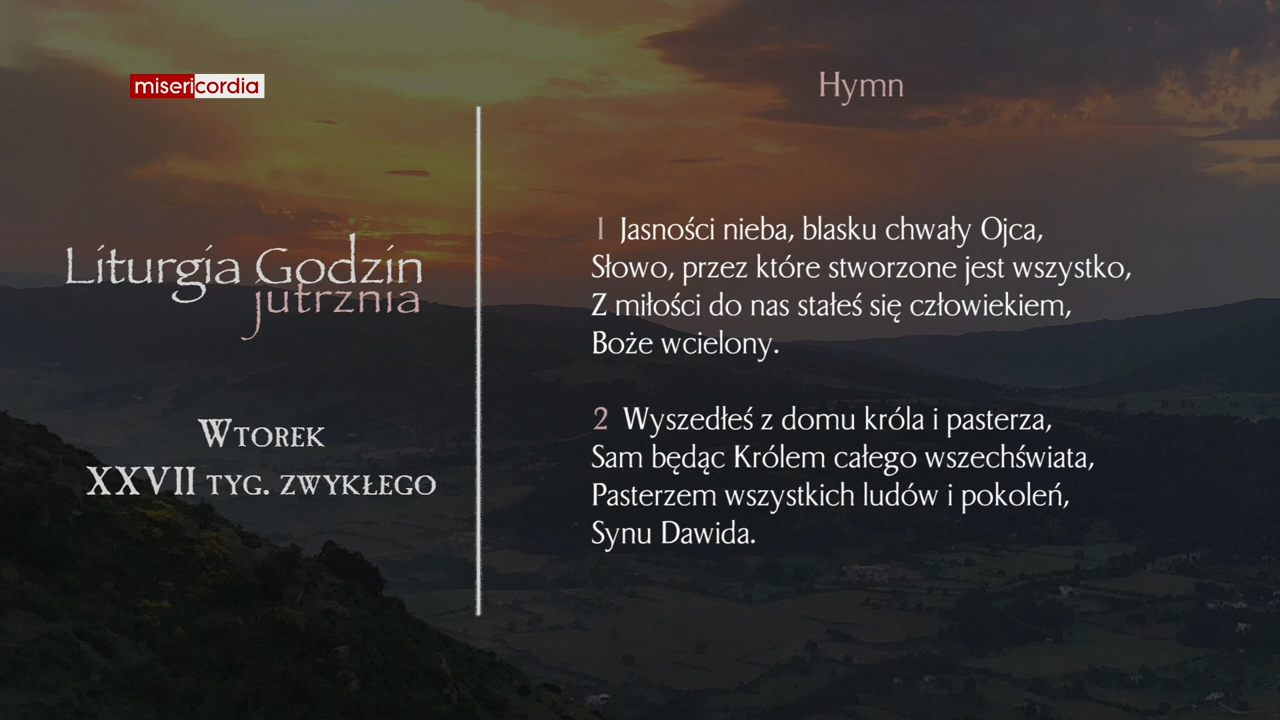 misericordia
Liturgia Godzin
jutrznia
Wtorek
XXVII tyg. zwykłego
Hymn
1 Jasności nieba, blasku chwały Ojca,
Słowo, przez które stworzone jest wszystko,
Z miłości do nas stałeś się człowiekiem,
Boże wcielony.
2 Wyszedłeś z domu króla i pasterza,
Sam będąc Królem całego wszechświata,
Pasterzem wszystkich ludów i pokoleń,
Synu Dawida.